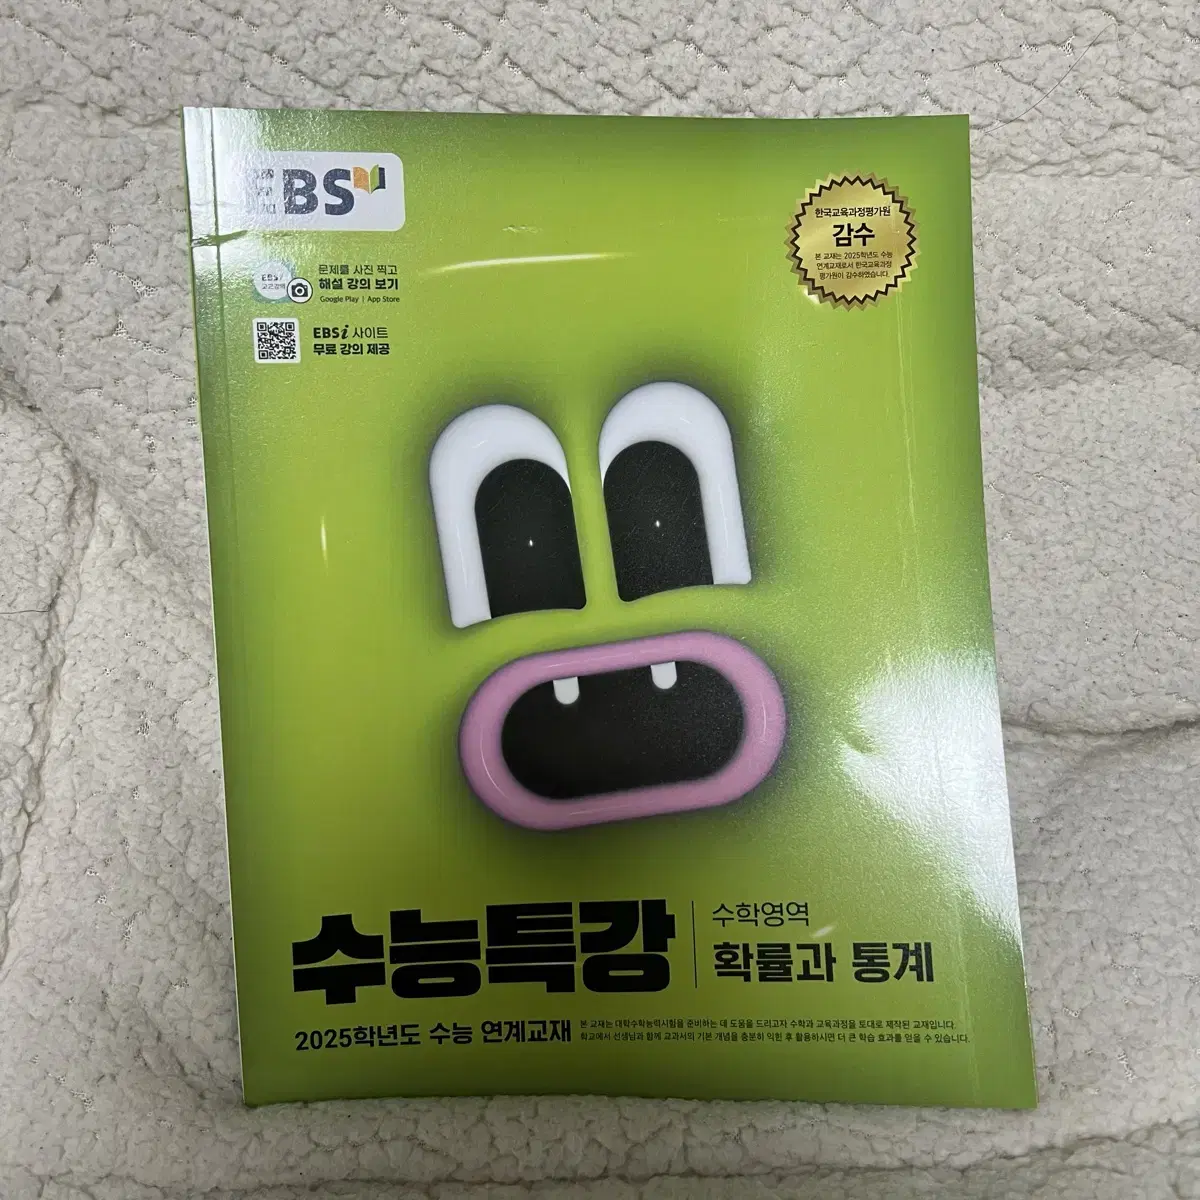 EBS
EBSi
고교강의
문제를 사진 찍고
해설 강의 보기
Google Play | App Store
EBSi 사이트
무료 강의 제공
한국교육과정평가원
감수
본 교재는 2025학년도 수능
연계교재로서 한국교육과정
평가원이 감수하였습니다.
수능특강
수학영역
확률과 통계
2025학년도 수능 연계교재
본 교재는 대학수학능력시험을 준비하는 데 도움을 드리고자 수학과 교육과정을 토대로 제작된 교재입니다.
학교에서 선생님과 함께 교과서의 기본 개념을 충분히 익힌 후 활용하시면 더 큰 학습 효과를 얻을 수 있습니다.